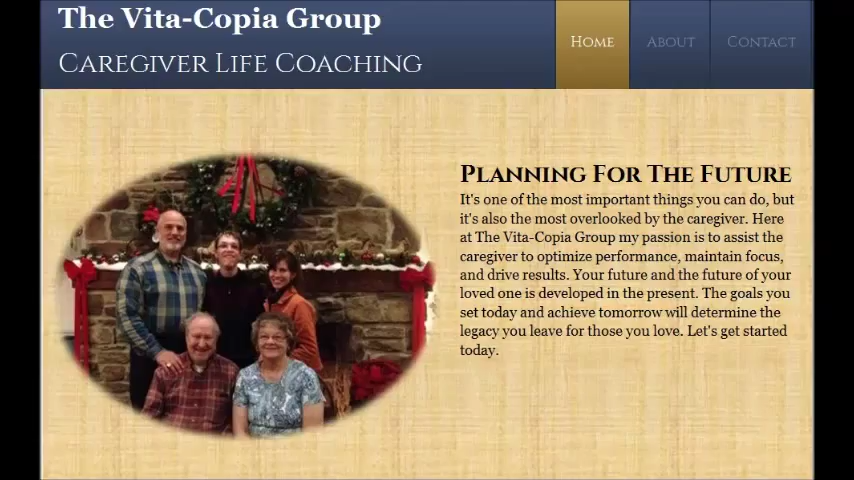 The Vita-Copia Group
Caregiver Life Coaching
Home
About
Contact
Planning For The Future
It's one of the most important things you can do, but
it's also the most overlooked by the caregiver. Here
at The Vita-Copia Group my passion is to assist the
caregiver to optimize performance, maintain focus,
and drive results. Your future and the future of your
loved one is developed in the present. The goals you
set today and achieve tomorrow will determine the
legacy you leave for those you love. Let's get started
today.